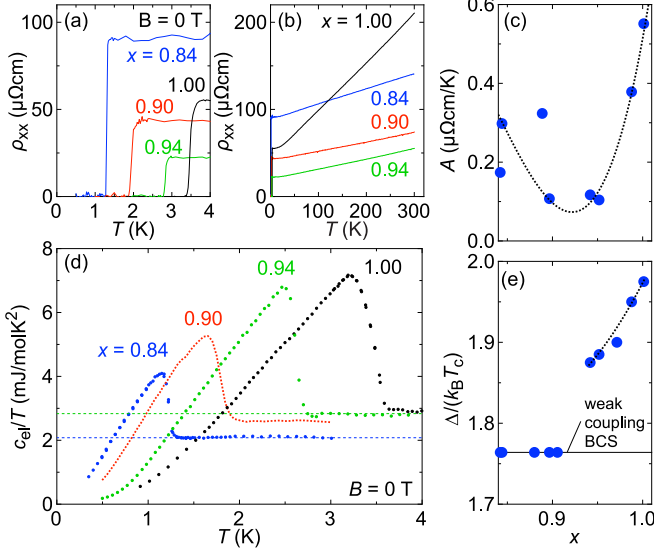 (a)
B = 0 T
x = 0.84
1.00
0.90
0.94
ρxx (μΩcm)
100
50
0
0
1
2
3
4
T (K)
(b)
x = 1.00
0.84
0.90
0.94
ρxx (μΩcm)
200
100
0
0
100
200
300
T (K)
(c)
A (μΩcm/K)
0.6
0.3
0.0
(d)
x = 0.84
0.90
0.94
1.00
cel/T (mJ/molK²)
8
6
4
2
0
0
1
2
3
4
T (K)
B = 0 T
(e)
Δ/(kBTc)
2.0
1.9
1.8
1.7
weak
coupling
BCS
0.9
1.0
x